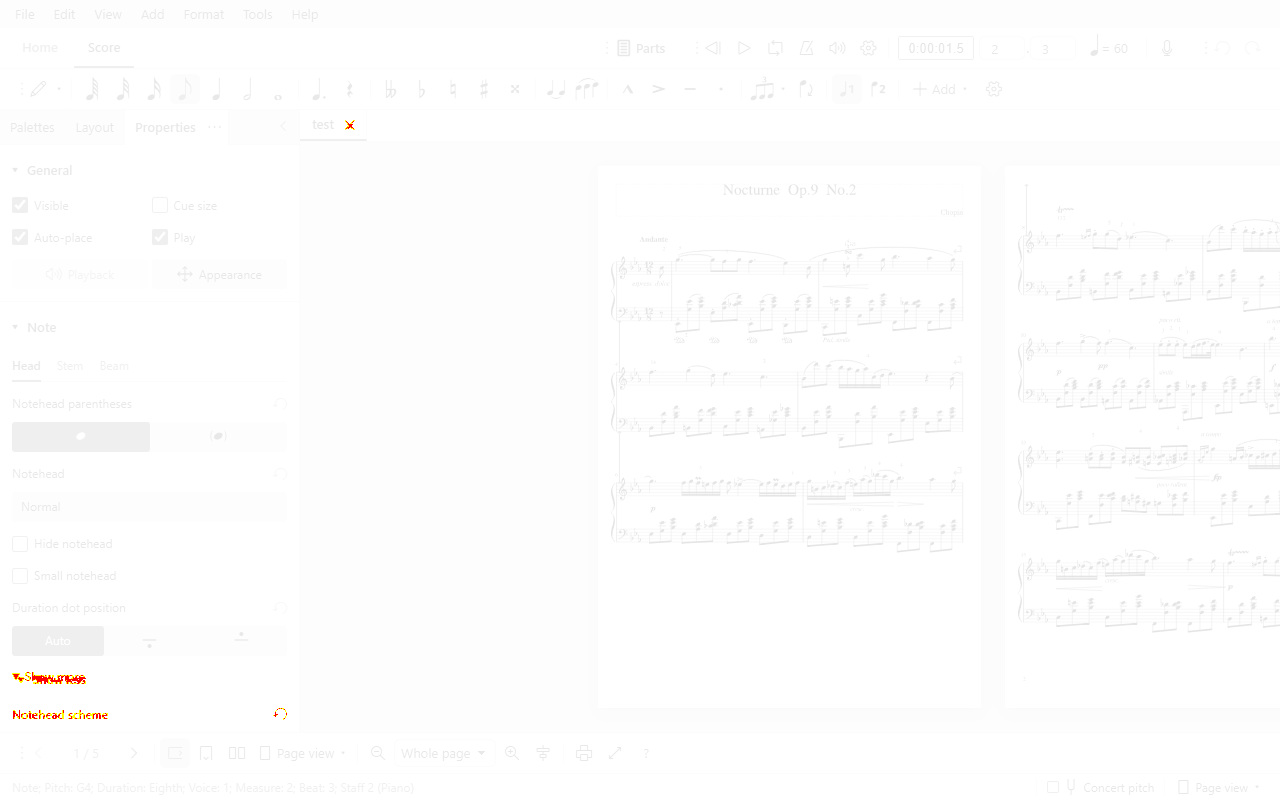 File Edit View Add Format Tools Help
Home Score Parts 0:00:01.5 2 . 3 = 60
Add
Palettes Layout Properties test
General
Visible Cue size
Auto-place Play
Playback Appearance
Note
Head Stem Beam
Notehead parentheses
Notehead
Normal
Hide notehead
Small notehead
Duration dot position
Auto
Notehead scheme
Nocturne Op.9 No.2
Chopin
Andante
1 / 5 Page view Whole page ?
Note; Pitch: G4; Duration: Eighth; Voice: 1; Measure: 2; Beat: 3; Staff 2 (Piano) Concert pitch Page view